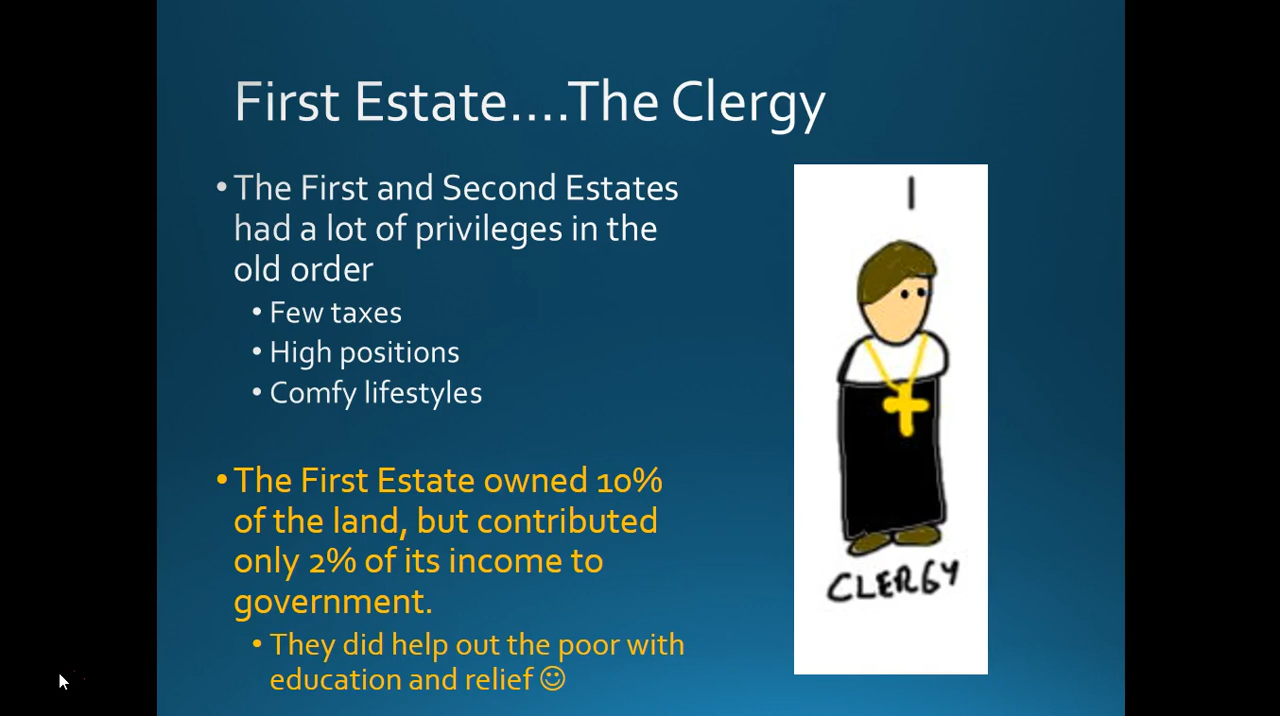 First Estate....The Clergy
•The First and Second Estates
had a lot of privileges in the
old order
• Few taxes
• High positions
• Comfy lifestyles
•The First Estate owned 10%
of the land, but contributed
only 2% of its income to
government.
• They did help out the poor with
education and relief ☺
I
CLERGY